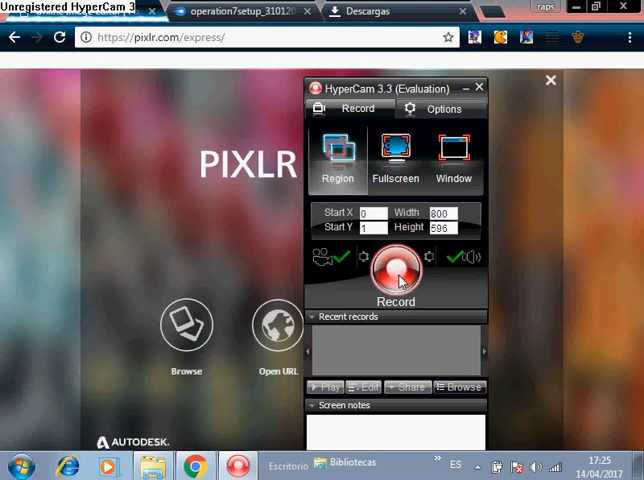 Unregistered HyperCam 3
operation7setup_310120
Descargas
raps
https://pixlr.com/express/
HyperCam 3.3 (Evaluation)
Record
Options
PIXLR
Region
Fullscreen
Window
Start X 0 Width 800
Start Y 1 Height 596
Record
Recent records
Browse
Open URL
Play Edit Share Browse
Screen notes
AUTODESK.
Escritorio
Bibliotecas
»
ES
17:25
14/04/2017